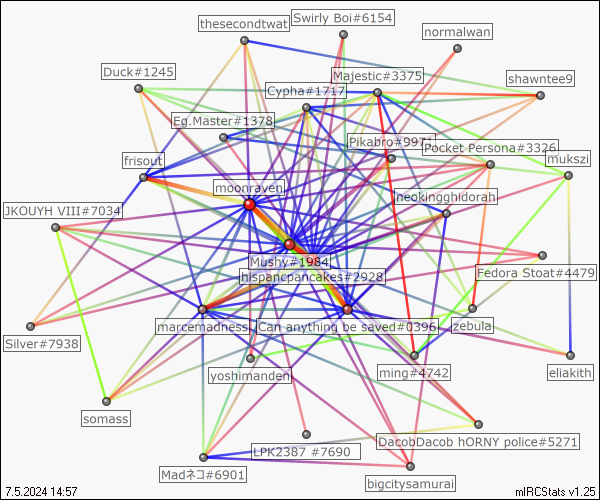 Swirly Boi#6154
thesecondtwat
normalwan
Duck#1245
Majestic#3375
shawntee9
Cypha#1717
Eg.Master#1378
Pikabro#9971
Pocket Persona#3326
frisout
mukszi
moonraven
neokingghidorah
JKOUYH VIII#7034
Mushy#1984
Fedora Stoat#4479
hispancpancakes#2928
marcemadness
Can anything be saved#0396
zebula
Silver#7938
yoshimanden
ming#4742
eliakith
somass
DacobDacob hORNY police#5271
LPK2387 #7690
Madネコ#6901
bigcitysamurai
7.5.2024 14:57
mIRCStats v1.25